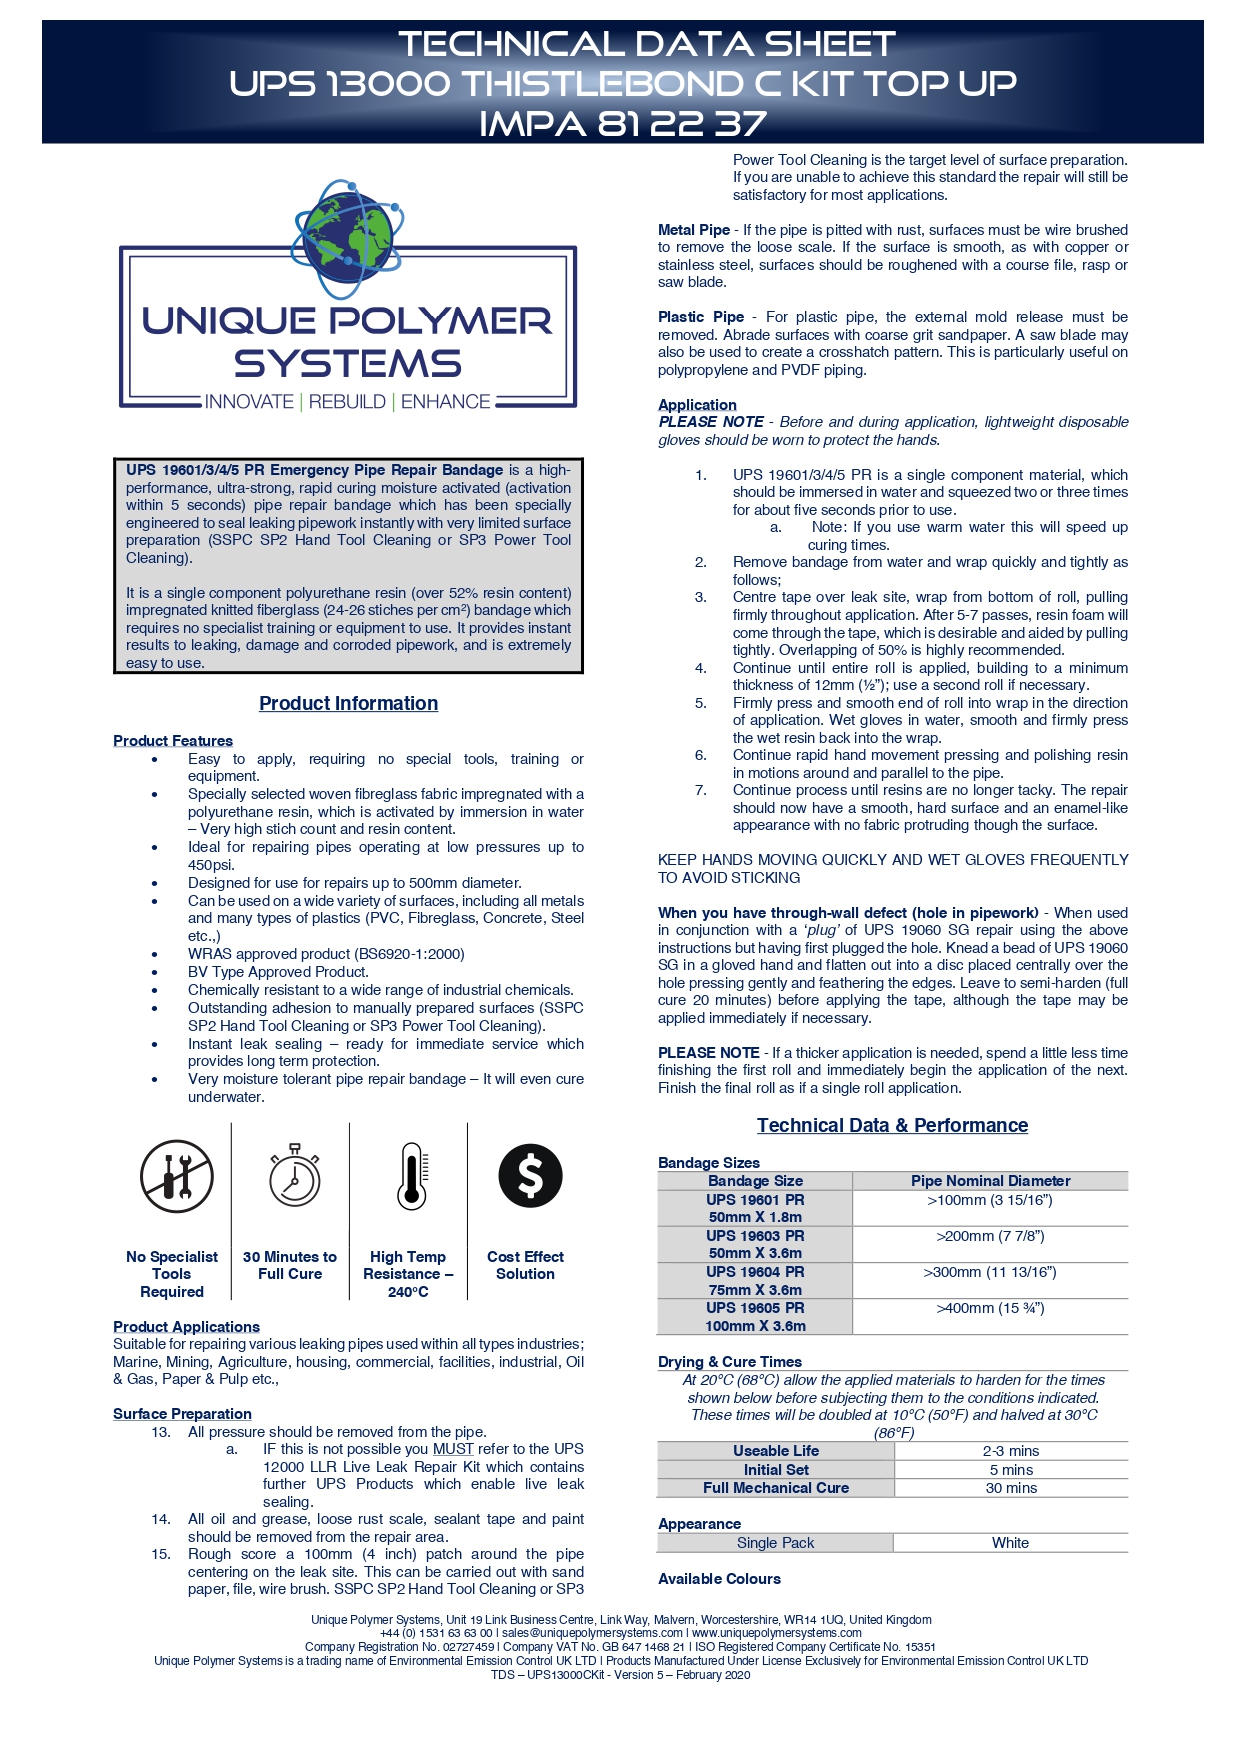 TECHNICAL DATA SHEET
UPS 13000 THISTLEBOND C KIT TOP UP
IMPA 81 22 37
UNIQUE POLYMER
SYSTEMS
INNOVATE | REBUILD | ENHANCE
UPS 19601/3/4/5 PR Emergency Pipe Repair Bandage is a high-
performance, ultra-strong, rapid curing moisture activated (activation
within 5 seconds) pipe repair bandage which has been specially
engineered to seal leaking pipework instantly with very limited surface
preparation (SSPC SP2 Hand Tool Cleaning or SP3 Power Tool
Cleaning).
It is a single component polyurethane resin (over 52% resin content)
impregnated knitted fiberglass (24-26 stiches per cm²) bandage which
requires no specialist training or equipment to use. It provides instant
results to leaking, damage and corroded pipework, and is extremely
easy to use.
Product Information
Product Features
• Easy to apply, requiring no special tools, training or
equipment.
• Specially selected woven fibreglass fabric impregnated with a
polyurethane resin, which is activated by immersion in water
– Very high stich count and resin content.
• Ideal for repairing pipes operating at low pressures up to
450psi.
• Designed for use for repairs up to 500mm diameter.
• Can be used on a wide variety of surfaces, including all metals
and many types of plastics (PVC, Fibreglass, Concrete, Steel
etc.,)
• WRAS approved product (BS6920-1:2000)
• BV Type Approved Product.
• Chemically resistant to a wide range of industrial chemicals.
• Outstanding adhesion to manually prepared surfaces (SSPC
SP2 Hand Tool Cleaning or SP3 Power Tool Cleaning).
• Instant leak sealing – ready for immediate service which
provides long term protection.
• Very moisture tolerant pipe repair bandage – It will even cure
underwater.
$
No Specialist
Tools
Required
30 Minutes to
Full Cure
High Temp
Resistance –
240ºC
Cost Effect
Solution
Product Applications
Suitable for repairing various leaking pipes used within all types industries;
Marine, Mining, Agriculture, housing, commercial, facilities, industrial, Oil
& Gas, Paper & Pulp etc.,
Surface Preparation
13. All pressure should be removed from the pipe.
a. IF this is not possible you MUST refer to the UPS
12000 LLR Live Leak Repair Kit which contains
further UPS Products which enable live leak
sealing.
14. All oil and grease, loose rust scale, sealant tape and paint
should be removed from the repair area.
15. Rough score a 100mm (4 inch) patch around the pipe
centering on the leak site. This can be carried out with sand
paper, file, wire brush. SSPC SP2 Hand Tool Cleaning or SP3
Power Tool Cleaning is the target level of surface preparation.
If you are unable to achieve this standard the repair will still be
satisfactory for most applications.
Metal Pipe - If the pipe is pitted with rust, surfaces must be wire brushed
to remove the loose scale. If the surface is smooth, as with copper or
stainless steel, surfaces should be roughened with a course file, rasp or
saw blade.
Plastic Pipe - For plastic pipe, the external mold release must be
removed. Abrade surfaces with coarse grit sandpaper. A saw blade may
also be used to create a crosshatch pattern. This is particularly useful on
polypropylene and PVDF piping.
Application
PLEASE NOTE - Before and during application, lightweight disposable
gloves should be worn to protect the hands.
1. UPS 19601/3/4/5 PR is a single component material, which
should be immersed in water and squeezed two or three times
for about five seconds prior to use.
a. Note: If you use warm water this will speed up
curing times.
2. Remove bandage from water and wrap quickly and tightly as
follows;
3. Centre tape over leak site, wrap from bottom of roll, pulling
firmly throughout application. After 5-7 passes, resin foam will
come through the tape, which is desirable and aided by pulling
tightly. Overlapping of 50% is highly recommended.
4. Continue until entire roll is applied, building to a minimum
thickness of 12mm (½”); use a second roll if necessary.
5. Firmly press and smooth end of roll into wrap in the direction
of application. Wet gloves in water, smooth and firmly press
the wet resin back into the wrap.
6. Continue rapid hand movement pressing and polishing resin
in motions around and parallel to the pipe.
7. Continue process until resins are no longer tacky. The repair
should now have a smooth, hard surface and an enamel-like
appearance with no fabric protruding though the surface.
KEEP HANDS MOVING QUICKLY AND WET GLOVES FREQUENTLY
TO AVOID STICKING
When you have through-wall defect (hole in pipework) - When used
in conjunction with a ‘plug’ of UPS 19060 SG repair using the above
instructions but having first plugged the hole. Knead a bead of UPS 19060
SG in a gloved hand and flatten out into a disc placed centrally over the
hole pressing gently and feathering the edges. Leave to semi-harden (full
cure 20 minutes) before applying the tape, although the tape may be
applied immediately if necessary.
PLEASE NOTE - If a thicker application is needed, spend a little less time
finishing the first roll and immediately begin the application of the next.
Finish the final roll as if a single roll application.
Technical Data & Performance
Bandage Sizes
Bandage Size Pipe Nominal Diameter
UPS 19601 PR >100mm (3 15/16”)
50mm X 1.8m
UPS 19603 PR >200mm (7 7/8”)
50mm X 3.6m
UPS 19604 PR >300mm (11 13/16”)
75mm X 3.6m
UPS 19605 PR >400mm (15 ¾”)
100mm X 3.6m
Drying & Cure Times
At 20ºC (68ºC) allow the applied materials to harden for the times
shown below before subjecting them to the conditions indicated.
These times will be doubled at 10ºC (50ºF) and halved at 30ºC
(86ºF)
Useable Life 2-3 mins
Initial Set 5 mins
Full Mechanical Cure 30 mins
Appearance
Single Pack White
Available Colours
Unique Polymer Systems, Unit 19 Link Business Centre, Link Way, Malvern, Worcestershire, WR14 1UQ, United Kingdom
+44 (0) 1531 63 63 00 | sales@uniquepolymersystems.com | www.uniquepolymersystems.com
Company Registration No. 02727459 | Company VAT No. GB 647 1468 21 | ISO Registered Company Certificate No. 15351
Unique Polymer Systems is a trading name of Environmental Emission Control UK LTD | Products Manufactured Under License Exclusively for Environmental Emission Control UK LTD
TDS – UPS13000CKit - Version 5 – February 2020